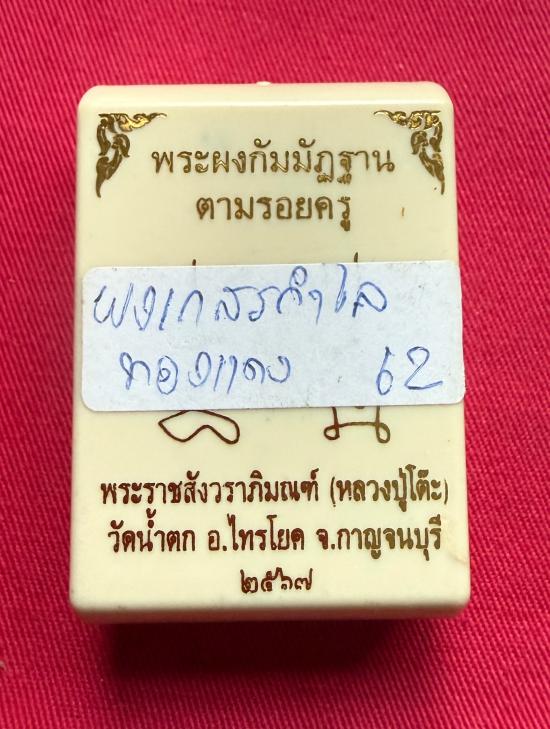 พระผงกัมมัฏฐาน
ตามรอยครู
ผงเกสรกำไล
ทองแดง 62
พระราชสังวราภิมณฑ์ (หลวงปู่โต๊ะ)
วัดน้ำตก อ.ไทรโยค จ.กาญจนบุรี
๒๕๖๗